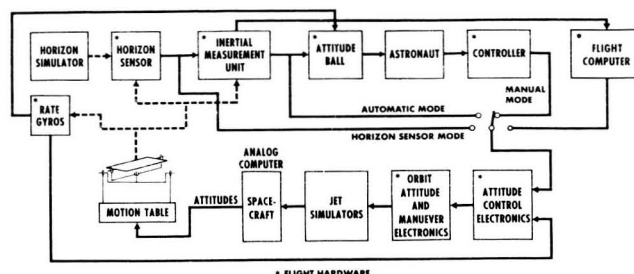 HORIZON
SIMULATOR
* HORIZON
SENSOR
* INERTIAL
MEASUREMENT
UNIT
* ATTITUDE
BALL
ASTRONAUT
* CONTROLLER
* FLIGHT
COMPUTER
MANUAL
MODE
AUTOMATIC MODE
HORIZON SENSOR MODE
* RATE
GYROS
MOTION TABLE
ATTITUDES
ANALOG
COMPUTER
SPACE-
CRAFT
JET
SIMULATORS
* ORBIT
ATTITUDE
AND
MANUEVER
ELECTRONICS
* ATTITUDE
CONTROL
ELECTRONICS
* FLIGHT HARDWARE